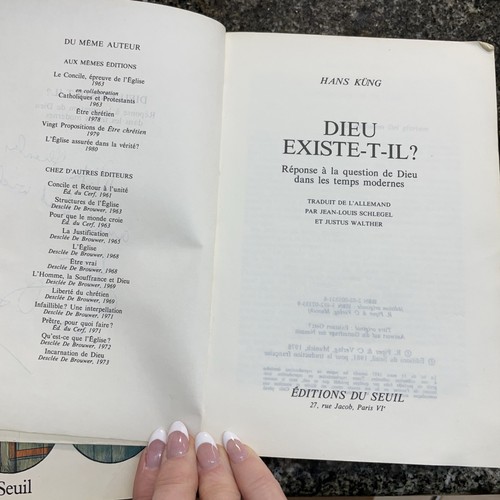 DU MÊME AUTEUR
AUX MÊMES ÉDITIONS
Le Concile, épreuve de l'Église
1963
en collaboration
Catholiques et Protestants
1963
Être chrétien
1978
Vingt Propositions de Être chrétien
1979
L'Église assurée dans la vérité?
1980
CHEZ D'AUTRES ÉDITEURS
Concile et Retour à l'unité
Éd. du Cerf, 1961
Structures de l'Église
Desclée De Brouwer, 1963
Pour que le monde croie
Éd. du Cerf, 1963
La Justification
Desclée De Brouwer, 1965
L'Église
Desclée De Brouwer, 1968
Être vrai
Desclée De Brouwer, 1968
L'Homme, la Souffrance et Dieu
Desclée De Brouwer, 1969
Liberté du chrétien
Desclée De Brouwer, 1969
Infaillible? Une interpellation
Desclée De Brouwer, 1971
Prêtre, pour quoi faire?
Éd. du Cerf, 1971
Qu'est-ce que l'Église?
Desclée De Brouwer, 1972
Incarnation de Dieu
Desclée De Brouwer, 1973
Seuil
HANS KÜNG
DIEU
EXISTE-T-IL?
Réponse à la question de Dieu
dans les temps modernes
TRADUIT DE L'ALLEMAND
PAR JEAN-LOUIS SCHLEGEL
ET JUSTUS WALTHER
ÉDITIONS DU SEUIL
27, rue Jacob, Paris VIe